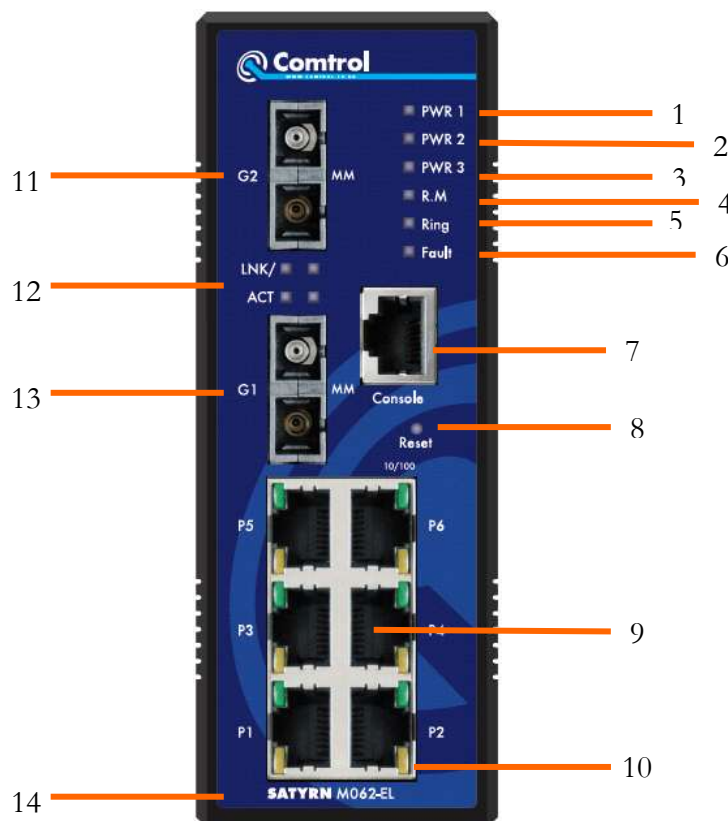 Comtrol
WWW.COMTROL.CO.UK
PWR 1
1
PWR 2
2
PWR 3
3
11
G2
MM
R.M
4
Ring
5
Fault
6
LNK/
12
ACT
7
13
G1
MM
Console
8
Reset
10/100
P5
P6
P3
P4
9
P1
P2
10
14
SATYRN M062-EL